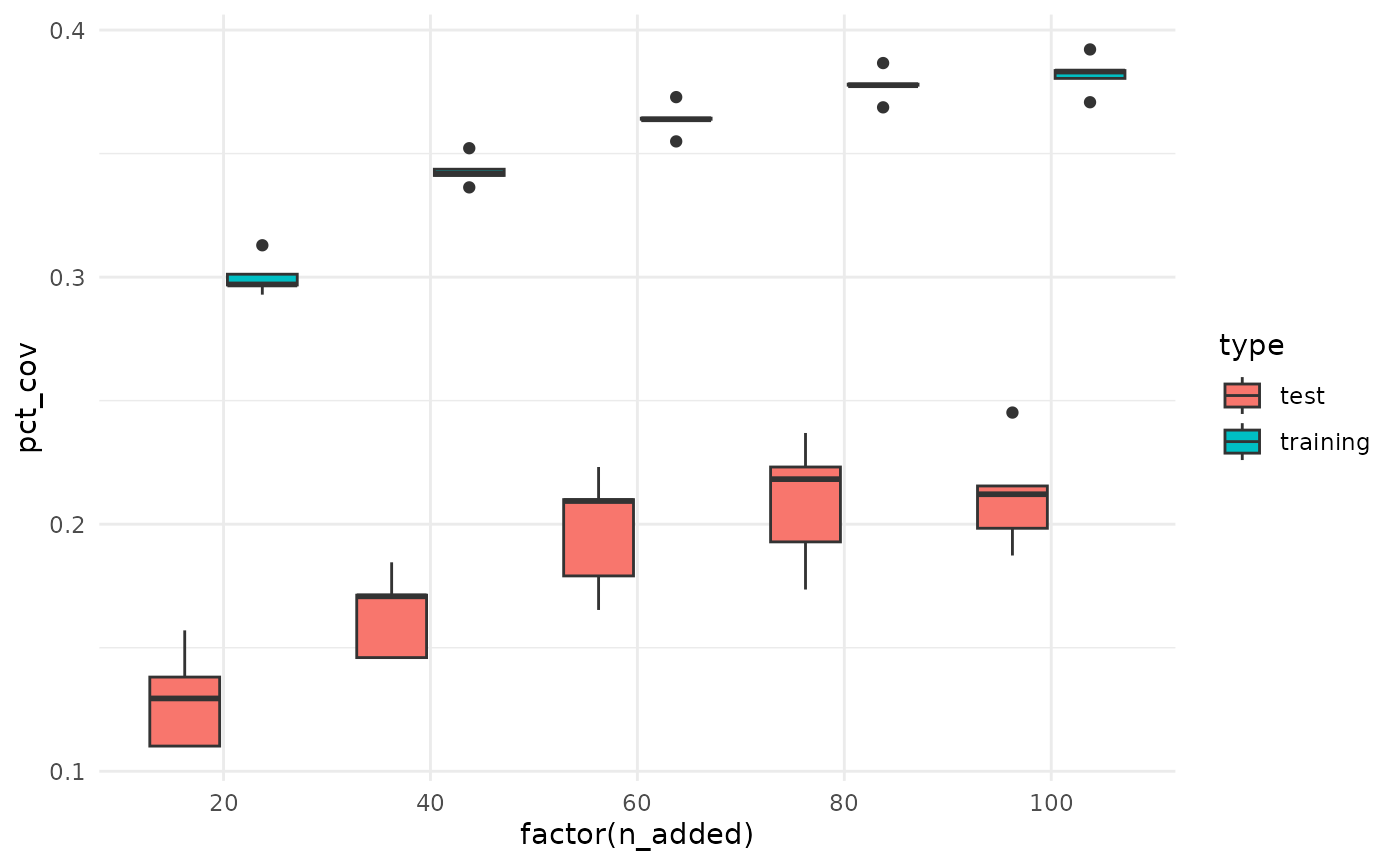 0.4
0.3
0.2
0.1
pct_cov
20 40 60 80 100
factor(n_added)
type
test
training